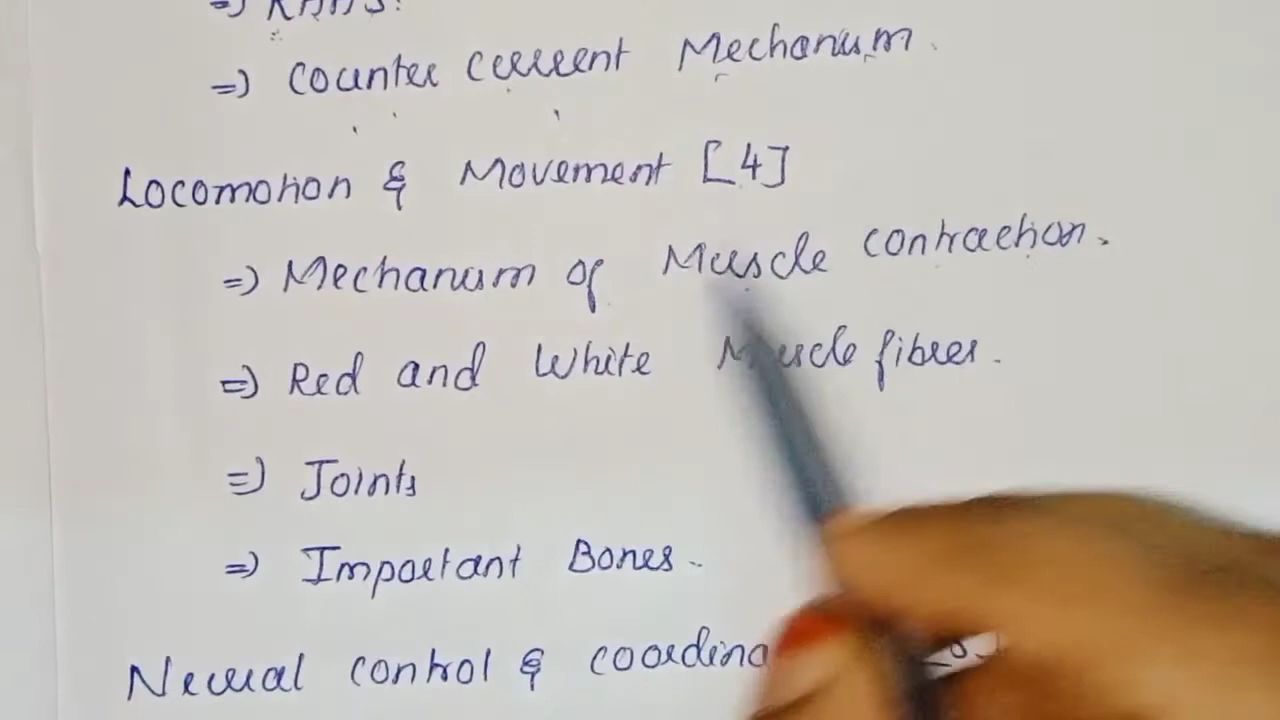 => RAAS.
=> Counter current Mechanism.
Locomotion & Movement [4]
=> Mechanism of Muscle contraction.
=> Red and White Muscle fibres.
=> Joints
=> Important Bones.
Neural control &